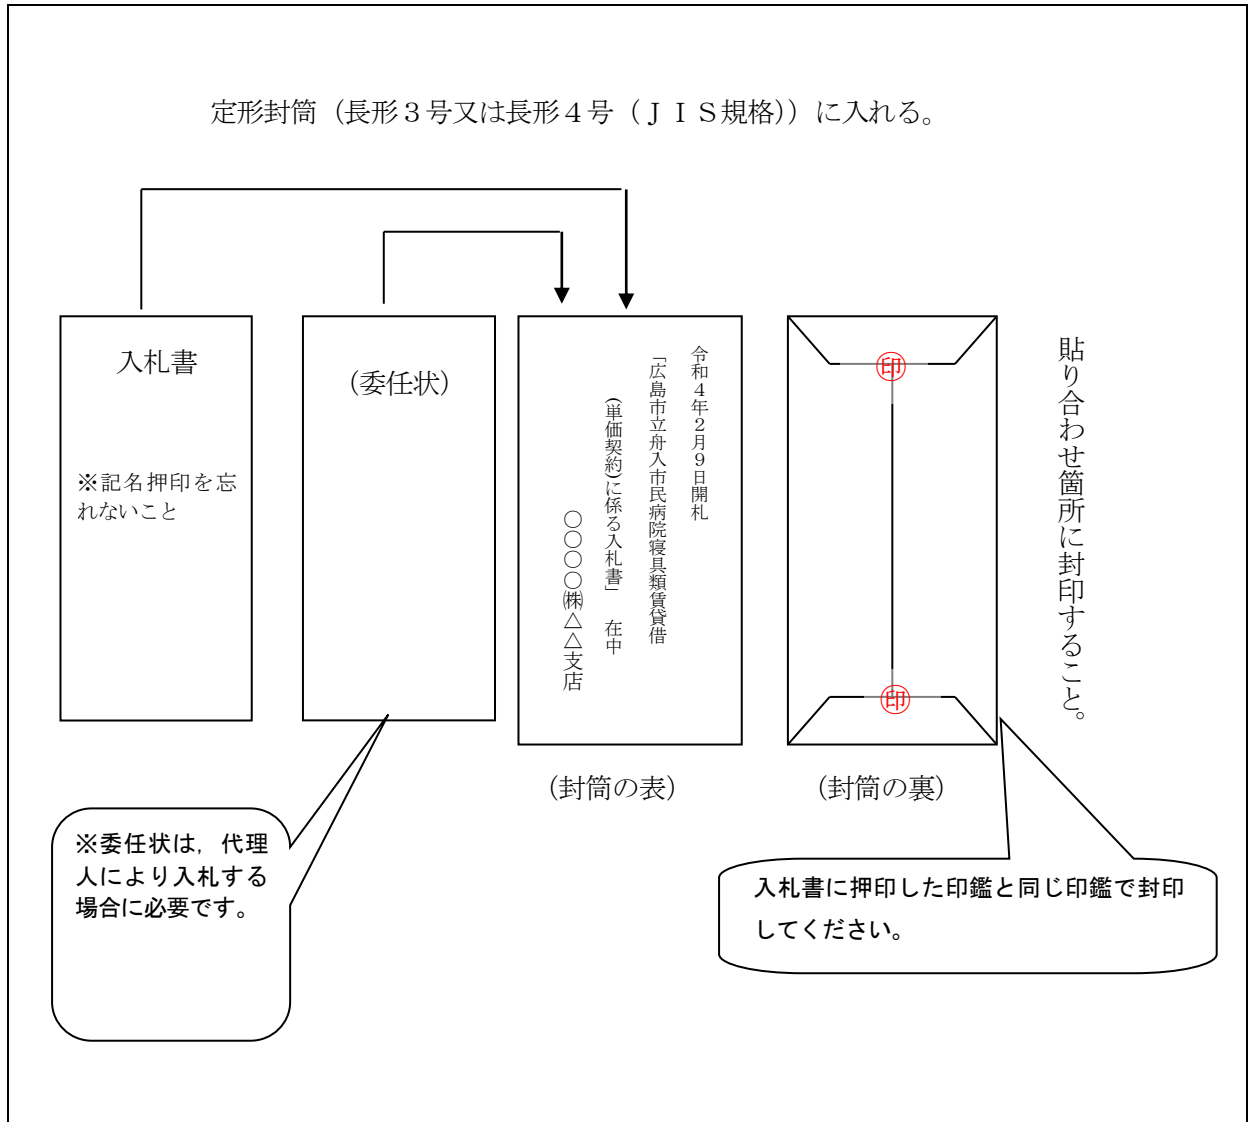 定形封筒（長形３号又は長形４号（ＪＩＳ規格））に入れる。
入札書
※記名押印を忘
れないこと
（委任状）
令和４年２月９日開札
「広島市立舟入市民病院寝具類賃貸借
(単価契約)に係る入札書」　在中
〇〇〇〇㈱△△支店
印
印
貼り合わせ箇所に封印すること。
（封筒の表）
（封筒の裏）
※委任状は，代理
人により入札する
場合に必要です。
入札書に押印した印鑑と同じ印鑑で封印
してください。